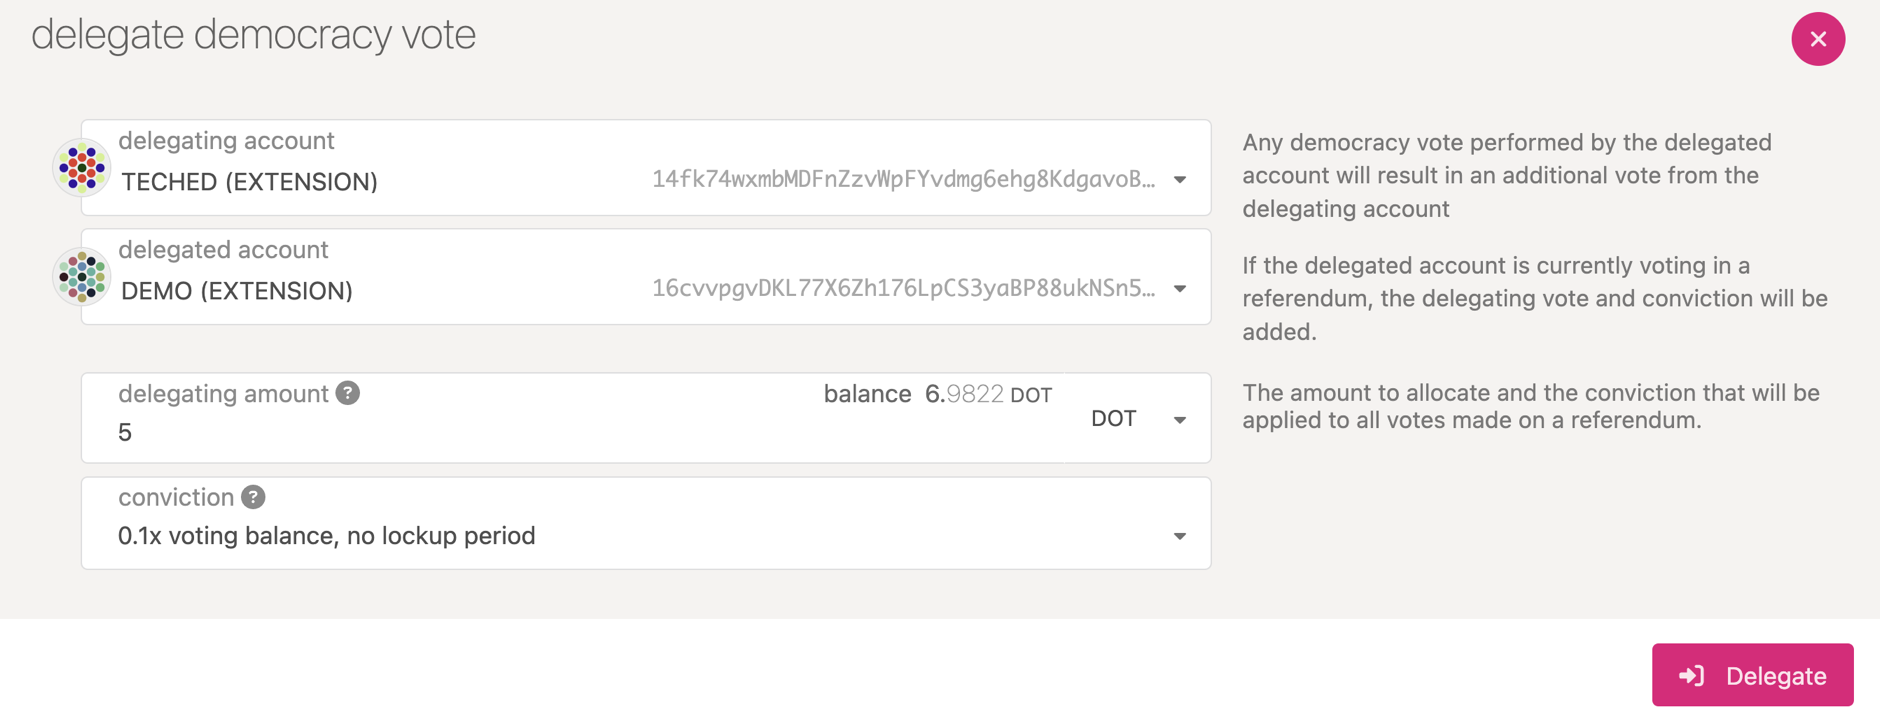 delegate democracy vote
delegating account
TECHED (EXTENSION) 14fk74wxmbMDFnZzvWpFYvdmg6ehg8KdgavoB…
Any democracy vote performed by the delegated
account will result in an additional vote from the
delegating account
delegated account
DEMO (EXTENSION) 16cvvpgvDKL77X6Zh176LpCS3yaBP88ukNSn5…
If the delegated account is currently voting in a
referendum, the delegating vote and conviction will be
added.
delegating amount ? balance 6.9822 DOT
5
DOT
The amount to allocate and the conviction that will be
applied to all votes made on a referendum.
conviction ?
0.1x voting balance, no lockup period
Delegate